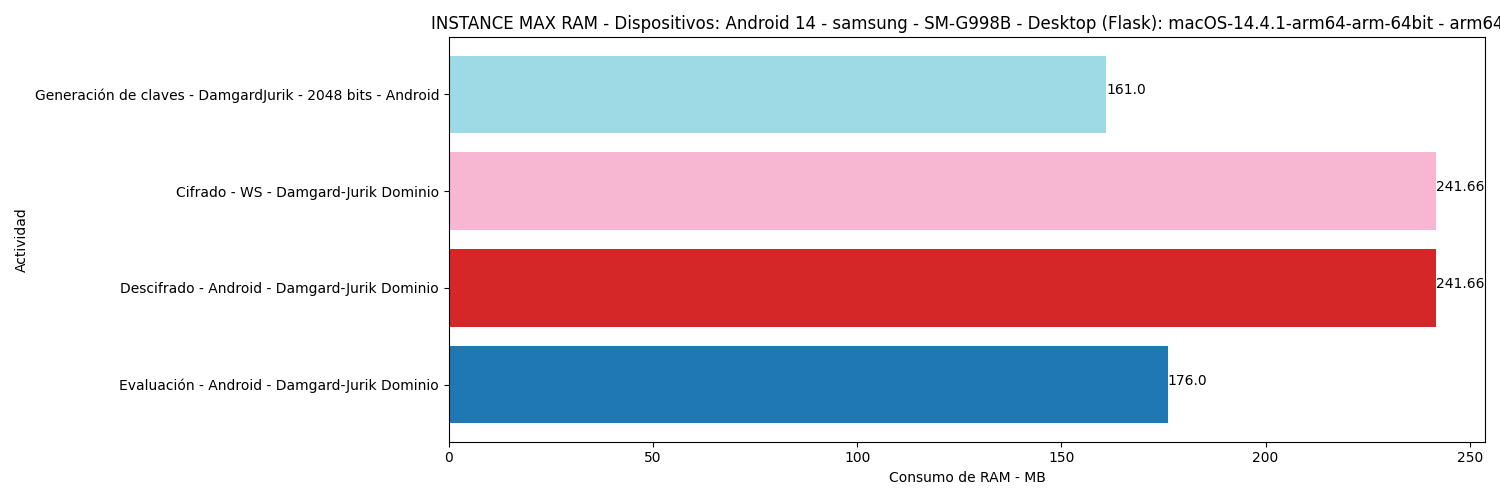 INSTANCE MAX RAM - Dispositivos: Android 14 - samsung - SM-G998B - Desktop (Flask): macOS-14.4.1-arm64-arm-64bit - arm64
Generación de claves - DamgardJurik - 2048 bits - Android
161.0
Cifrado - WS - Damgard-Jurik Dominio
241.66
Actividad
Descifrado - Android - Damgard-Jurik Dominio
241.66
Evaluación - Android - Damgard-Jurik Dominio
176.0
0 50 100 150 200 250
Consumo de RAM - MB